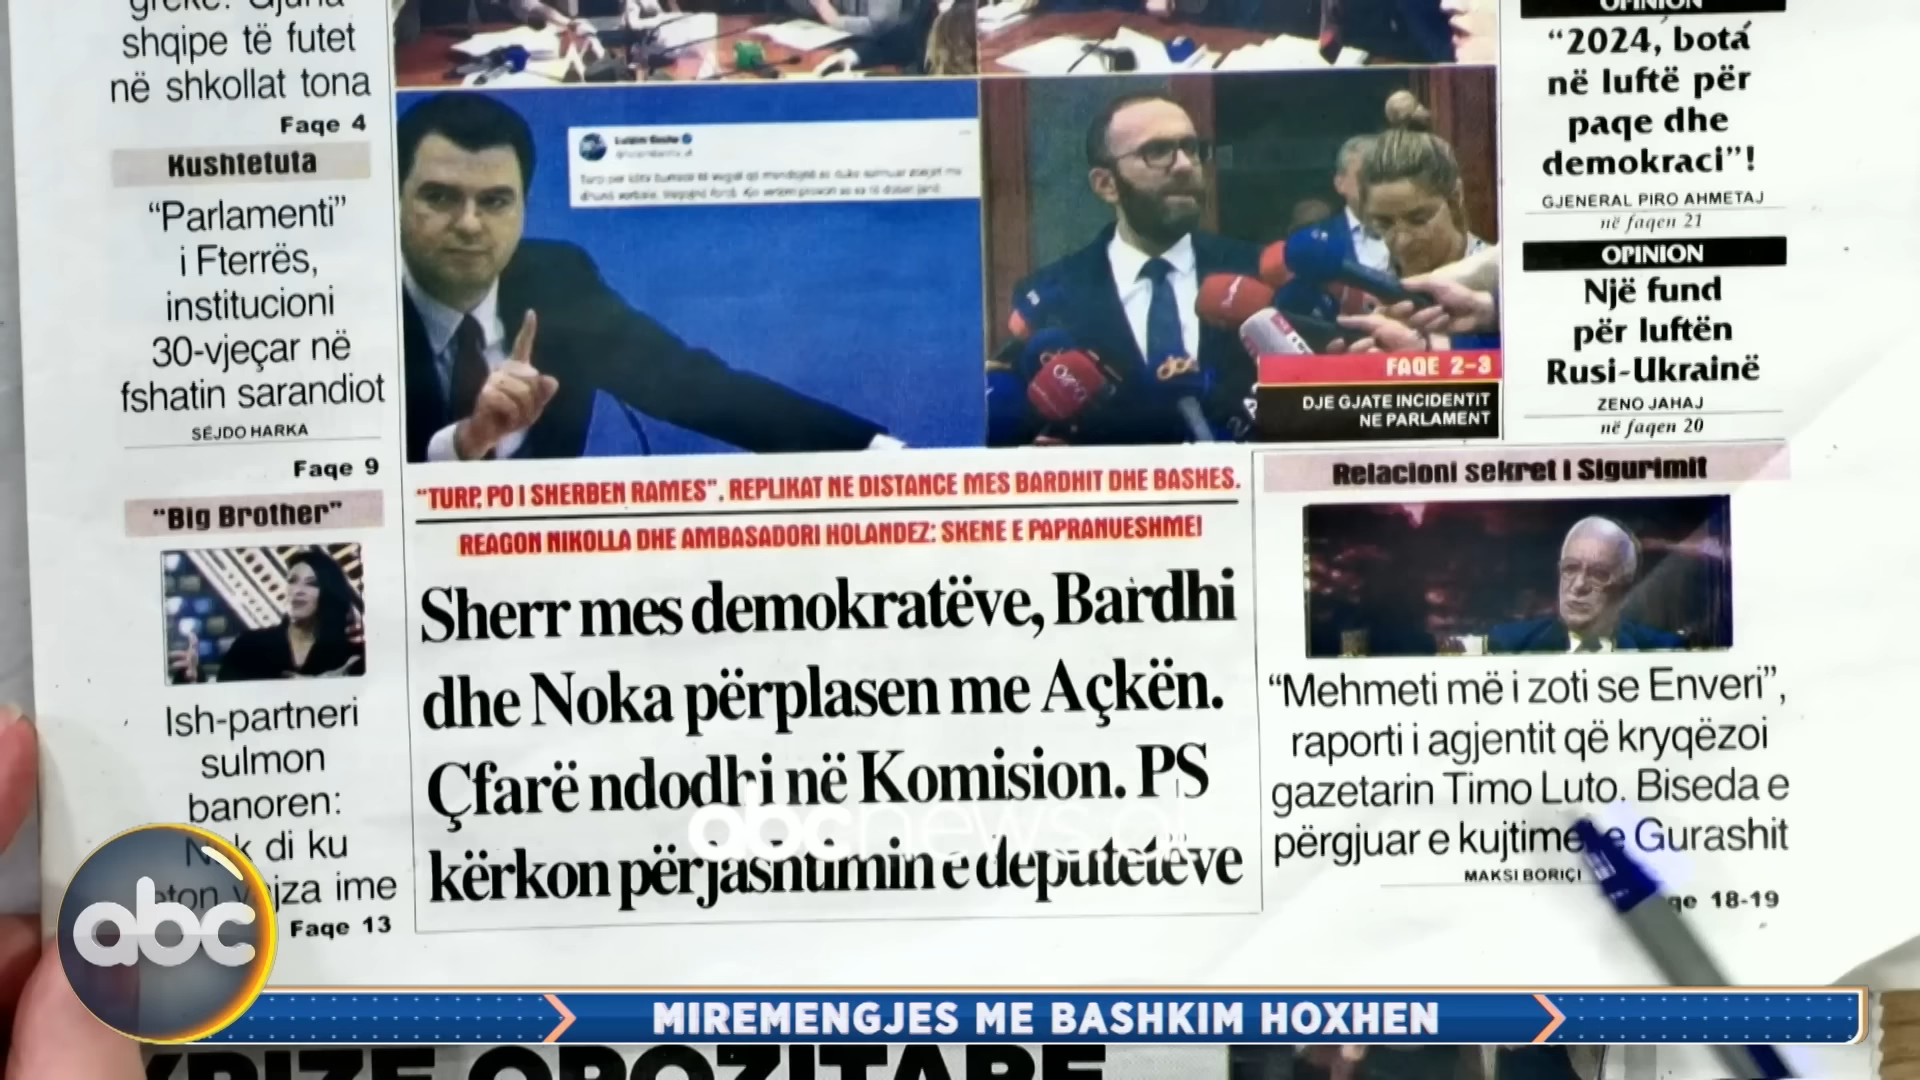 shqipe të futet
në shkollat tona
Faqe 4
Kushtetuta
“Parlamenti”
i Fterrës,
institucioni
30-vjeçar në
fshatin sarandiot
SEJDO HARKA
Faqe 9
“Big Brother”
Ish-partneri
sulmon
banoren:
di ku
ime
Faqe 13
FAQE 2-3
DJE GJATE INCIDENTIT
NE PARLAMENT
“TURP, PO I SHERBEN RAMES”, REPLIKAT NE DISTANCE MES BARDHIT DHE BASHES.
REAGON NIKOLLA DHE AMBASADORI HOLANDEZ: SKENE E PAPRANUESHME!
Sherr mes demokratëve, Bardhi
dhe Noka përplasen me Açkën.
Çfarë ndodhi në Komision. PS
kërkon përjashtimin e deputetëve
OPINION
“2024, bota
në luftë për
paqe dhe
demokraci”!
GJENERAL PIRO AHMETAJ
në faqen 21
OPINION
Një fund
për luftën
Rusi-Ukrainë
ZENO JAHAJ
në faqen 20
Relacioni sekret i Sigurimit
“Mehmeti më i zoti se Enveri”,
raporti i agjentit që kryqëzoi
gazetarin Timo Luto. Biseda e
përgjuar e Gurashit
MAKSI BORIÇI
18-19
abcnews.al
abc
MIREMENGJES ME BASHKIM HOXHEN
KRIZE OPOZITARE